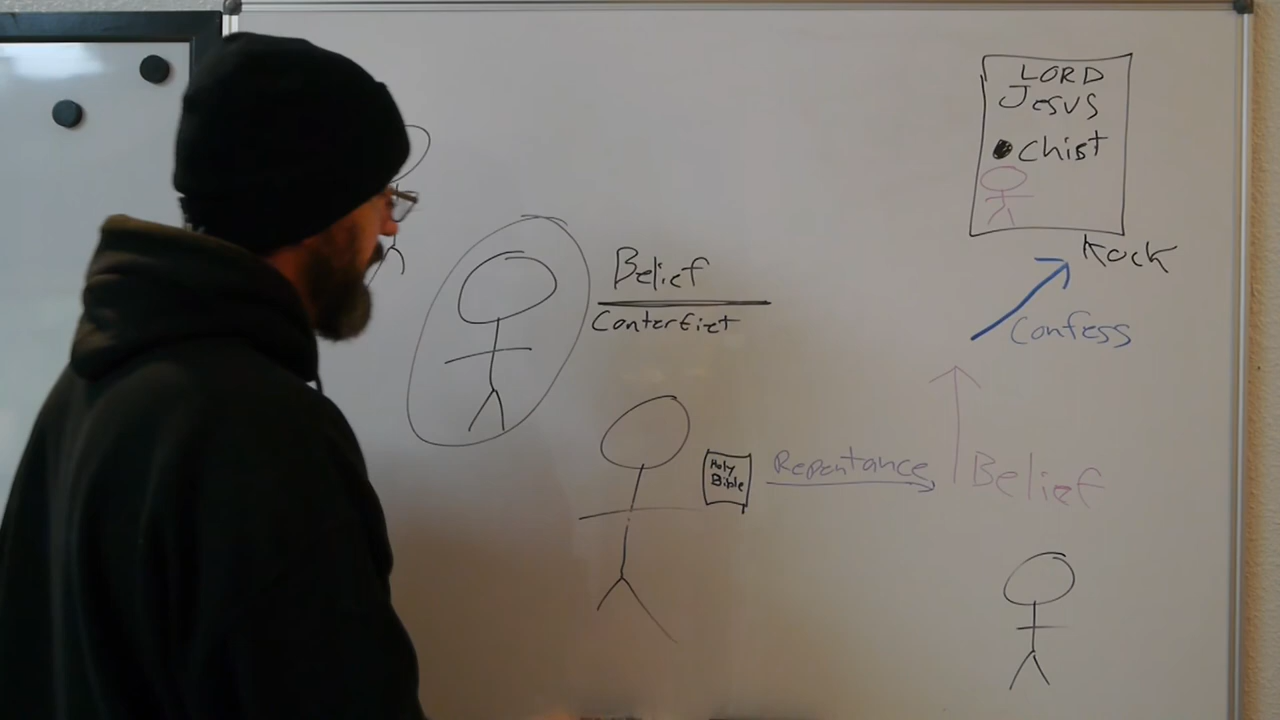 LORD
Jesus
Chist
Rock
Belief
Conterfiet
Confess
Holy
Bible
Repentance
Belief